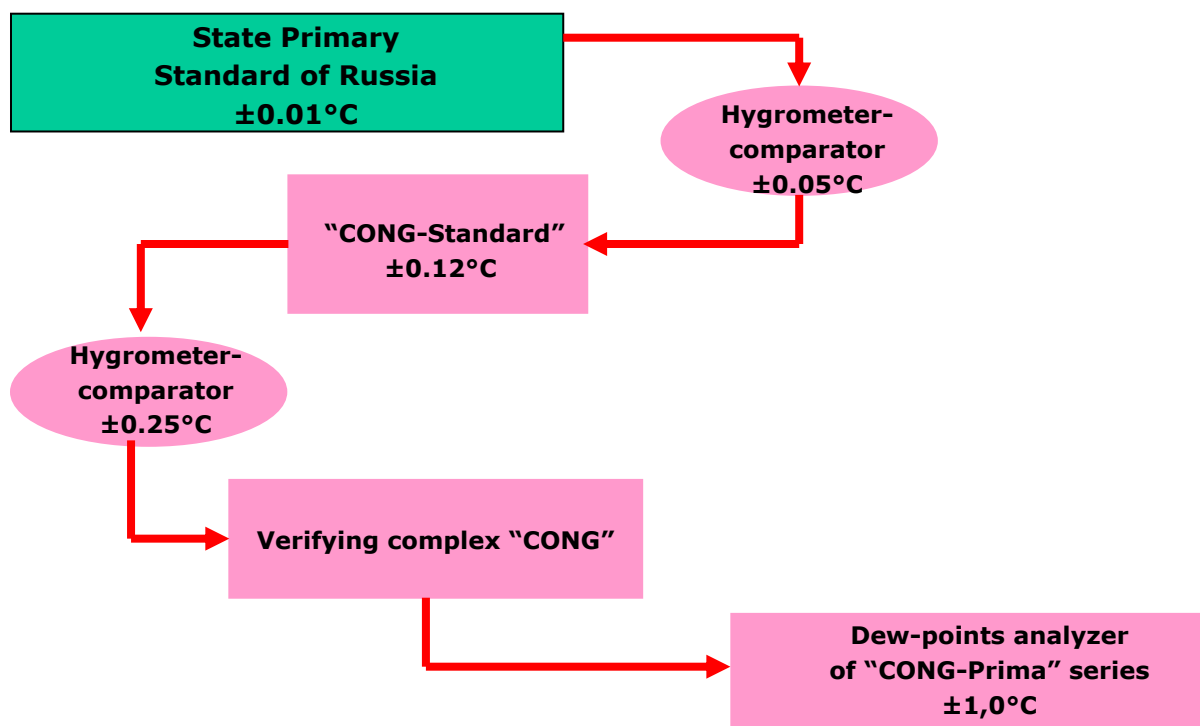 State Primary
Standard of Russia
±0.01°C
Hygrometer-
comparator
±0.05°C
“CONG-Standard”
±0.12°C
Hygrometer-
comparator
±0.25°C
Verifying complex “CONG”
Dew-points analyzer
of “CONG-Prima” series
±1,0°C